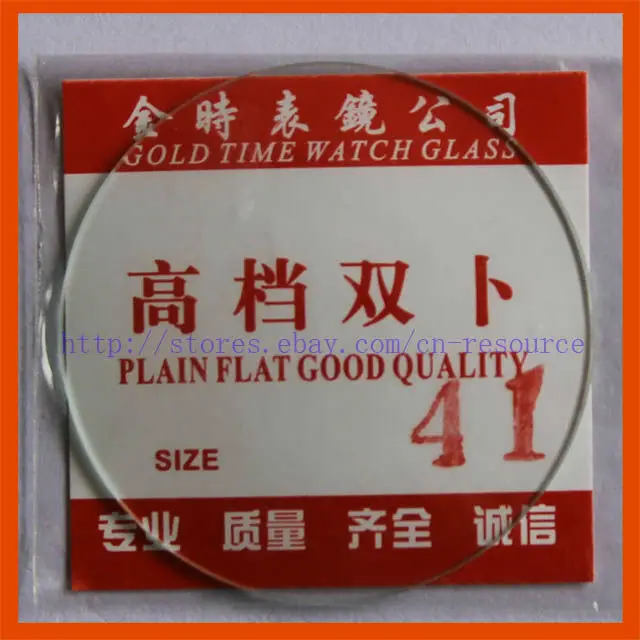 金時表鏡公司
GOLD TIME WATCH GLASS
高档双卜
http://stores.ebay.com/cn-resource
PLAIN FLAT GOOD QUALITY
SIZE 41
专业 质量 齐全 诚信